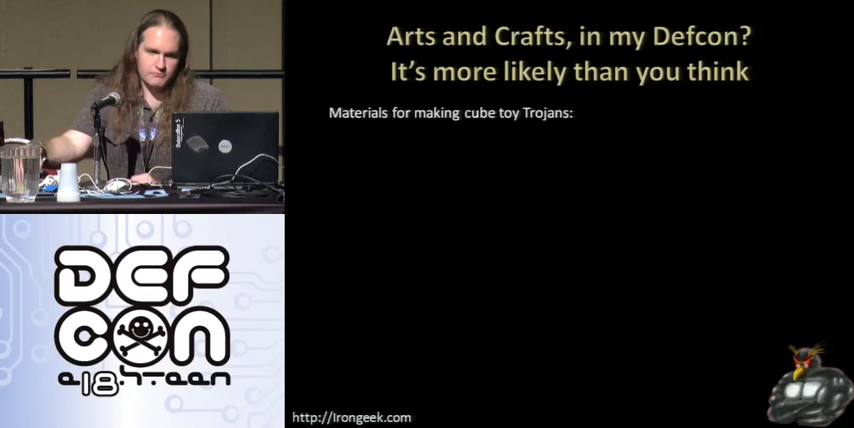 Arts and Crafts, in my Defcon?
It's more likely than you think
Materials for making cube toy Trojans:
DEF
CON
e18hteen
http://Irongeek.com